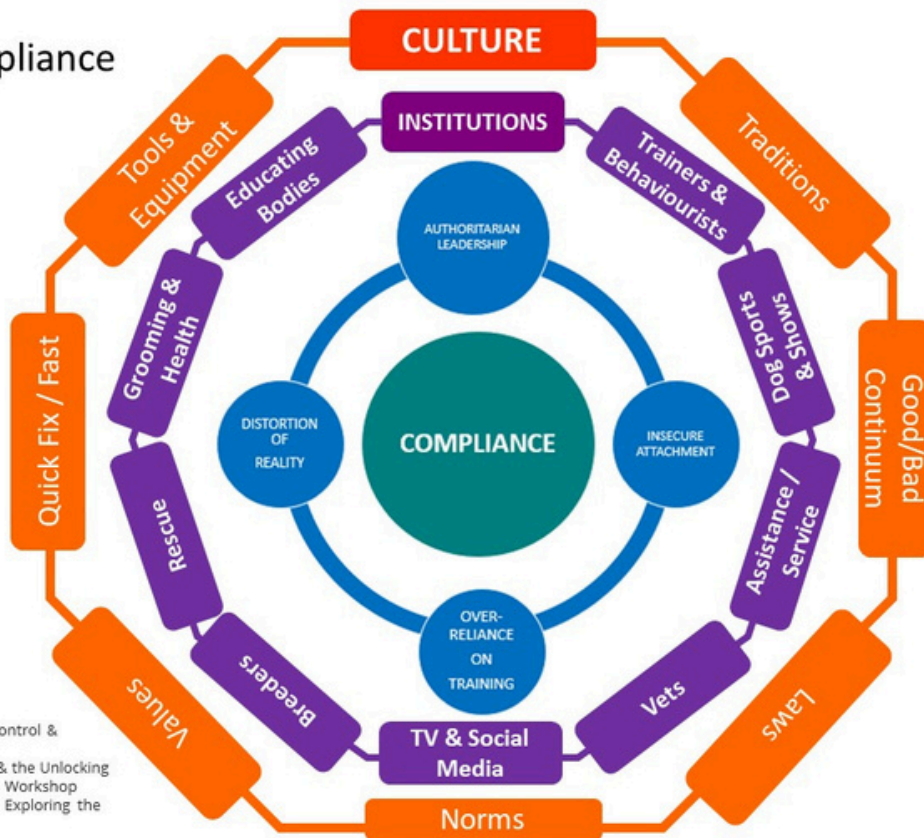 pliance
CULTURE
Tools &
Equipment
Traditions
INSTITUTIONS
Educating
Bodies
Trainers &
Behaviourists
AUTHORITARIAN
LEADERSHIP
Grooming &
Health
Dog Sports
& Shows
Quick Fix / Fast
Good/Bad
Continuum
DISTORTION
OF
REALITY
COMPLIANCE
INSECURE
ATTACHMENT
Rescue
Assistance /
Service
OVER-
RELIANCE
ON
TRAINING
Breeders
Vets
Values
Laws
TV & Social
Media
Norms
ontrol &
& the Unlocking
Workshop
Exploring the